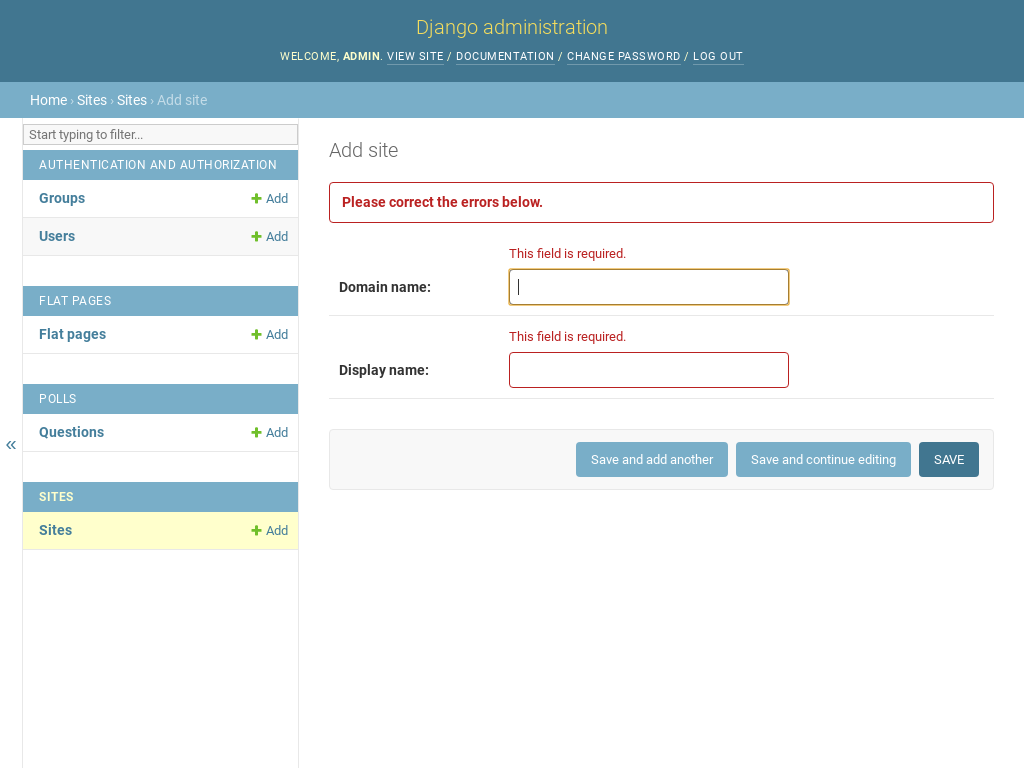 Django administration
WELCOME, ADMIN. VIEW SITE / DOCUMENTATION / CHANGE PASSWORD / LOG OUT
Home › Sites › Sites › Add site
Start typing to filter...
AUTHENTICATION AND AUTHORIZATION
Groups Add
Users Add
FLAT PAGES
Flat pages Add
POLLS
Questions Add
SITES
Sites Add
«
Add site
Please correct the errors below.
This field is required.
Domain name:
This field is required.
Display name:
Save and add another Save and continue editing SAVE